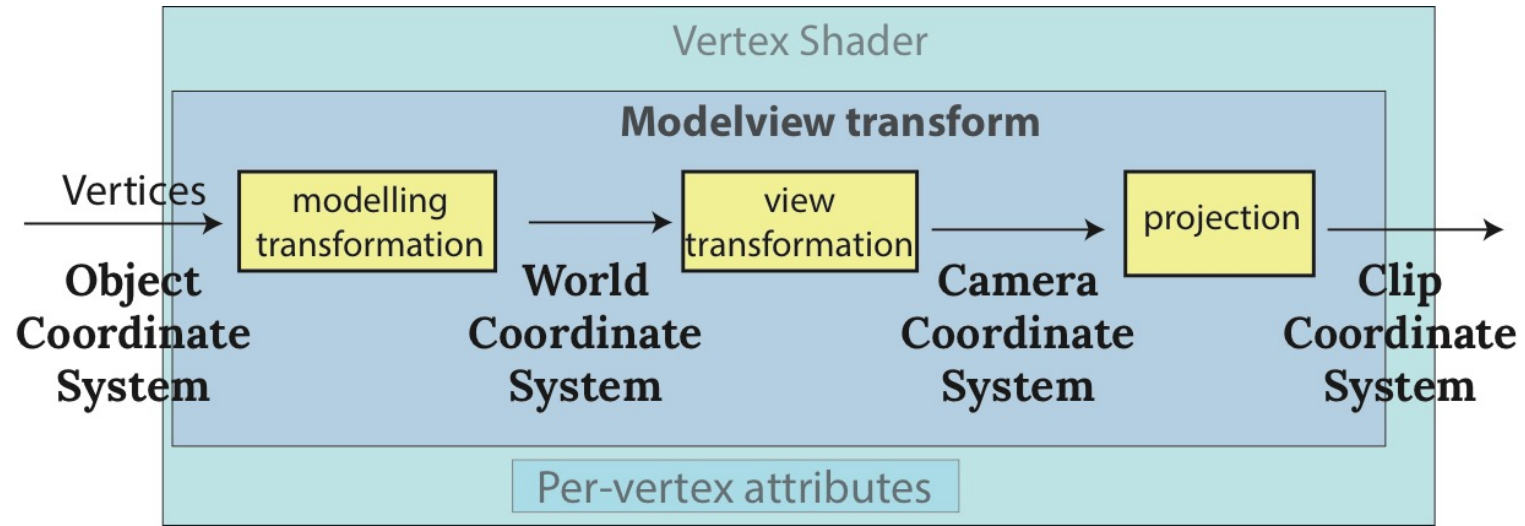 Vertex Shader
Modelview transform
Vertices
modelling
transformation
view
transformation
projection
Object
Coordinate
System
World
Coordinate
System
Camera
Coordinate
System
Clip
Coordinate
System
Per-vertex attributes